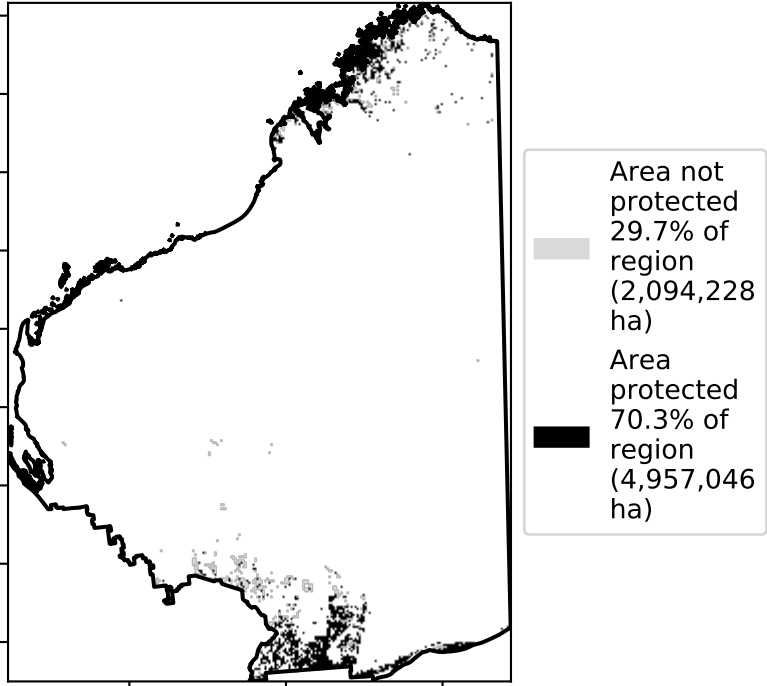 Area not
protected
29.7% of
region
(2,094,228
ha)
Area
protected
70.3% of
region
(4,957,046
ha)